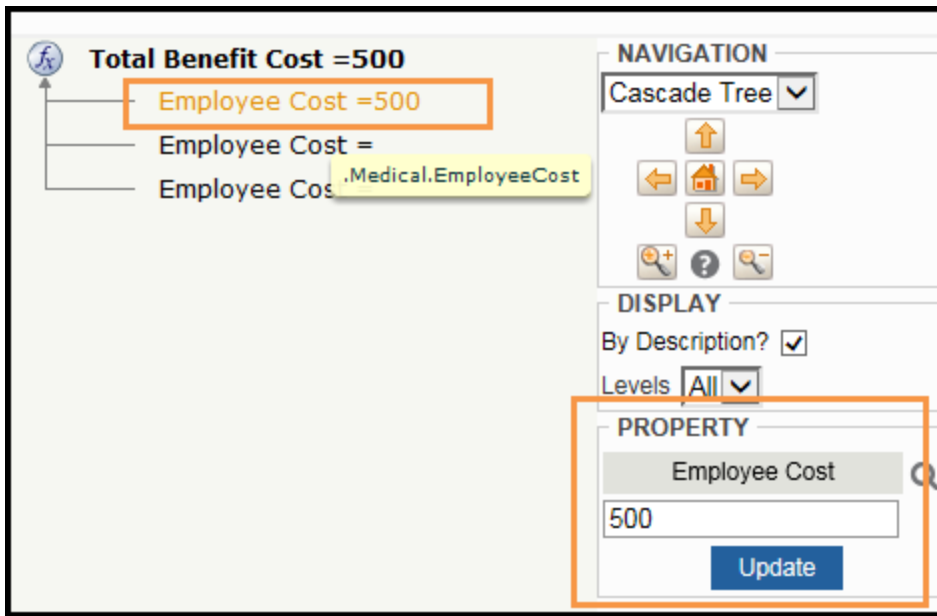 Total Benefit Cost =500
Employee Cost =500
Employee Cost =
.Medical.EmployeeCost
Employee Cost =
NAVIGATION
Cascade Tree
?
DISPLAY
By Description?
Levels All
PROPERTY
Employee Cost
500
Update